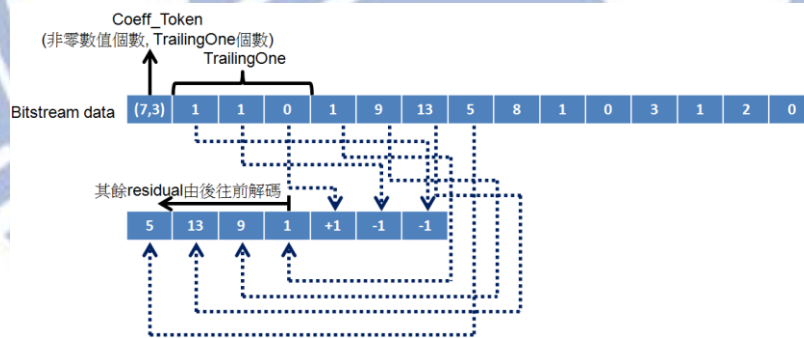 Coeff_Token
(非零數值個數, TrailingOne個數)
TrailingOne
Bitstream data (7,3) 1 1 0 1 9 13 5 8 1 0 3 1 2 0
其餘residual由後往前解碼
5 13 9 1 +1 -1 -1